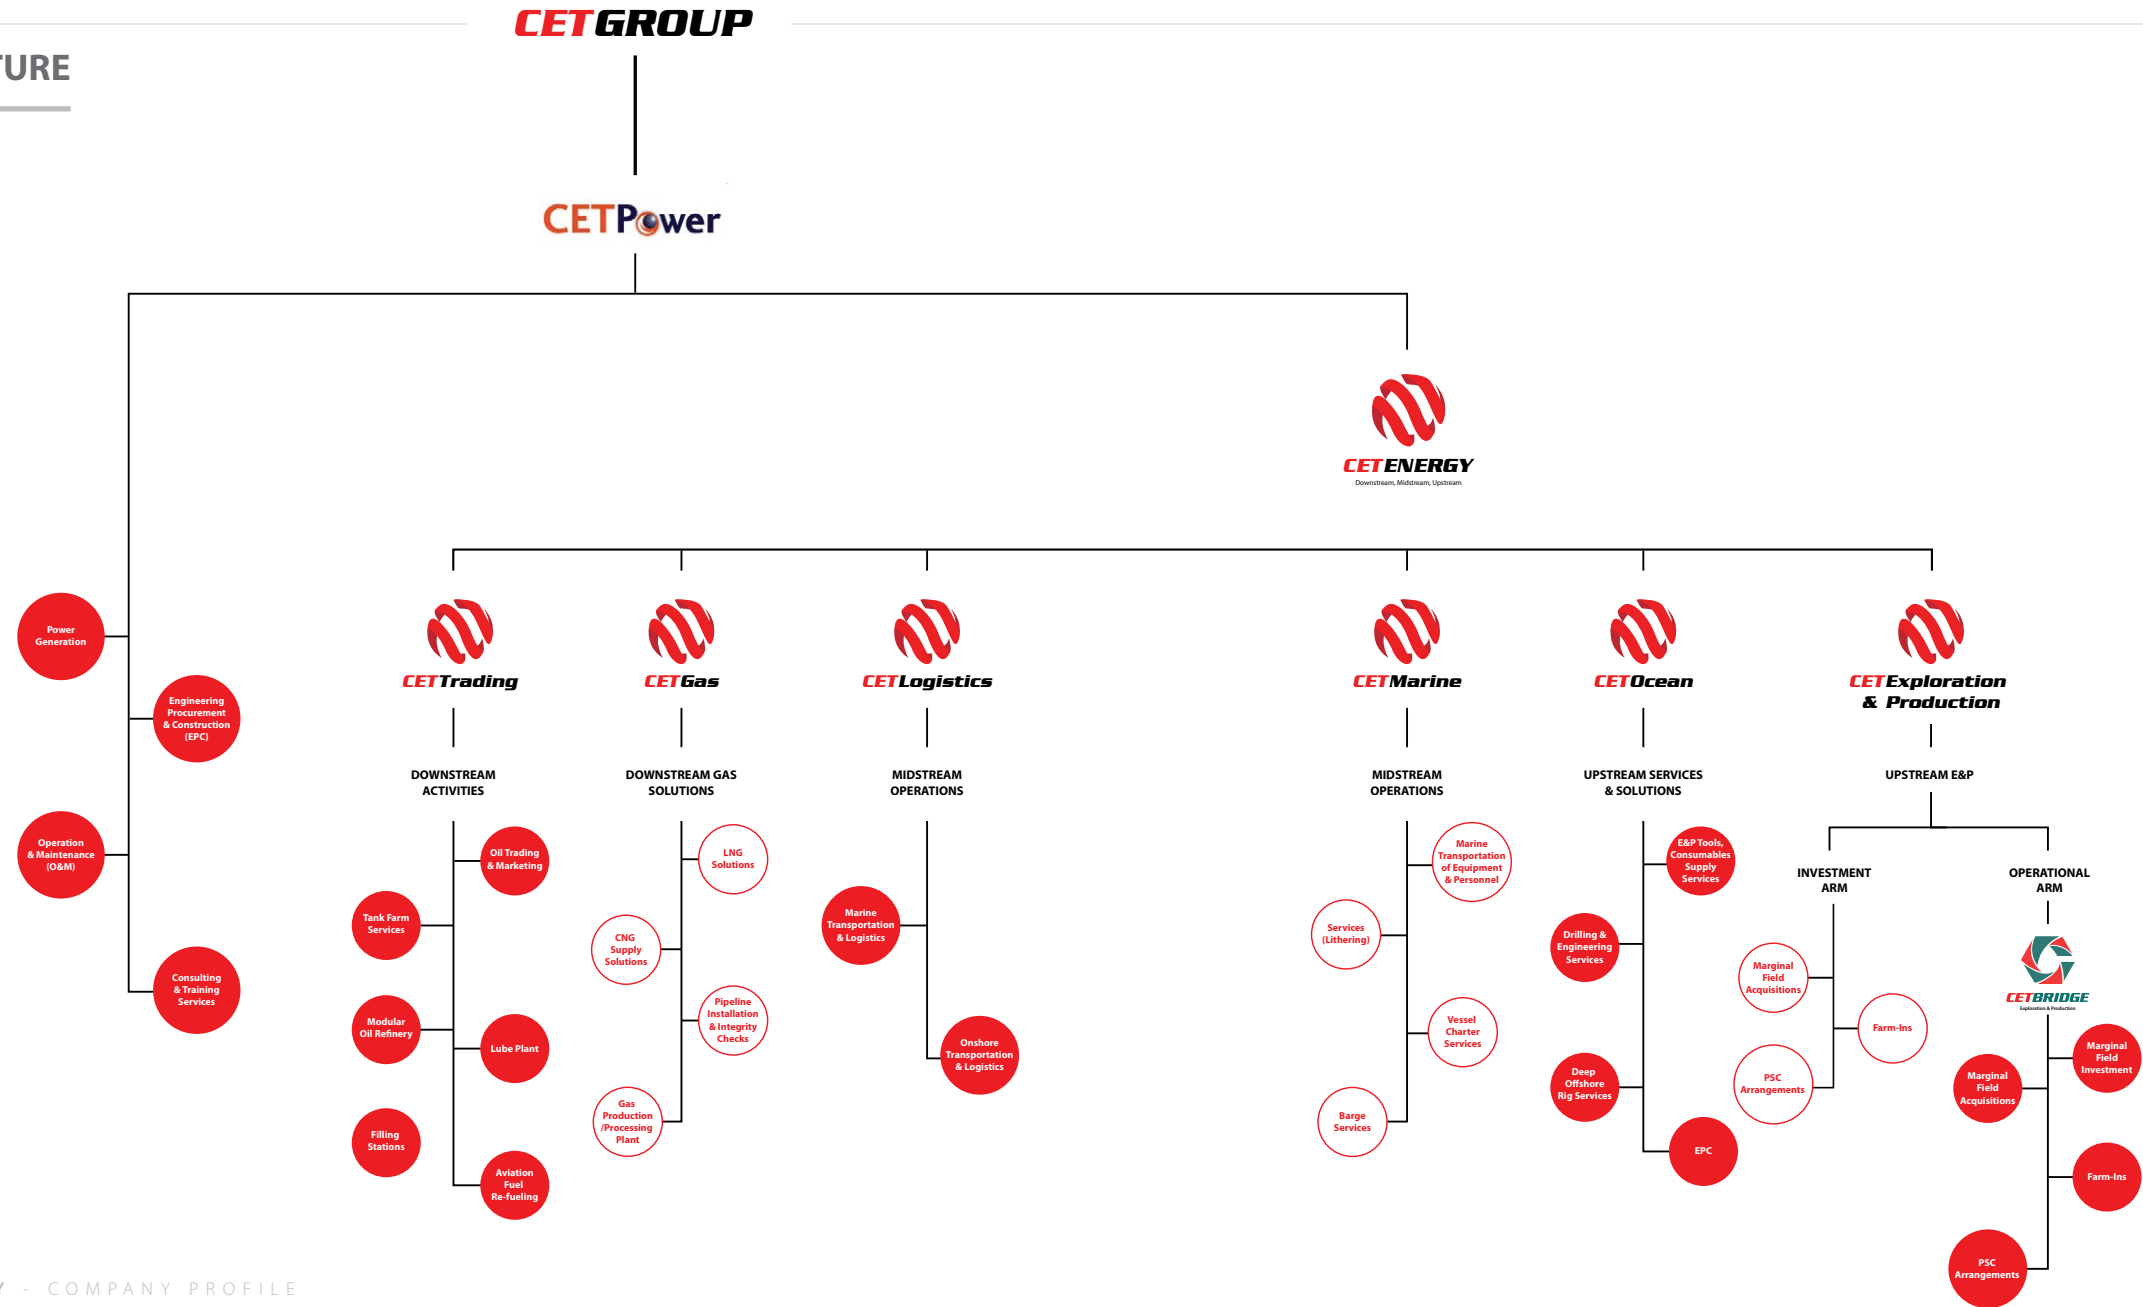 CETGROUP
TURE
CETPower
CETENERGY
Downstream, Midstream, Upstream
Power
Generation
Engineering
Procurement
& Construction
(EPC)
Operation
& Maintenance
(O&M)
Consulting
& Training
Services
CETTrading
DOWNSTREAM
ACTIVITIES
Oil Trading
& Marketing
Tank Farm
Services
Modular
Oil Refinery
Lube Plant
Filling
Stations
Aviation
Fuel
Re-fueling
CETGas
DOWNSTREAM GAS
SOLUTIONS
LNG
Solutions
CNG
Supply
Solutions
Pipeline
Installation
& Integrity
Checks
Gas
Production
/Processing
Plant
CETLogistics
MIDSTREAM
OPERATIONS
Marine
Transportation
& Logistics
Onshore
Transportation
& Logistics
CETMarine
MIDSTREAM
OPERATIONS
Marine
Transportation
of Equipment
& Personnel
Services
(Lithering)
Vessel
Charter
Services
Barge
Services
CETOcean
UPSTREAM SERVICES
& SOLUTIONS
E&P Tools,
Consumables
Supply
Services
Drilling &
Engineering
Services
Deep
Offshore
Rig Services
EPC
CETExploration
& Production
UPSTREAM E&P
INVESTMENT
ARM
Marginal
Field
Acquisitions
Farm-Ins
PSC
Arrangements
OPERATIONAL
ARM
CETBRIDGE
Exploration & Production
Marginal
Field
Investment
Marginal
Field
Acquisitions
Farm-Ins
PSC
Arrangements
Y - COMPANY PROFILE